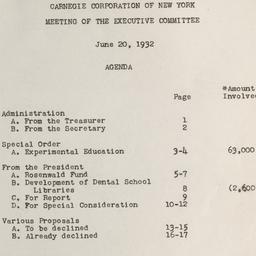 CARNEGIE CORPORATION OF NEW YORK
MEETING OF THE EXECUTIVE COMMITTEE
June 20, 1932
AGENDA
*Amount
Page Involve
Administration
A. From the Treasurer 1
B. From the Secretary 2
Special Order
A. Experimental Education 3-4 63,000
From the President
A. Rosenwald Fund 5-7
B. Development of Dental School
Libraries 8 (2,600
C. For Report 9
D. For Special Consideration 10-12
Various Proposals
A. To be declined 13-15
B. Already declined 16-17